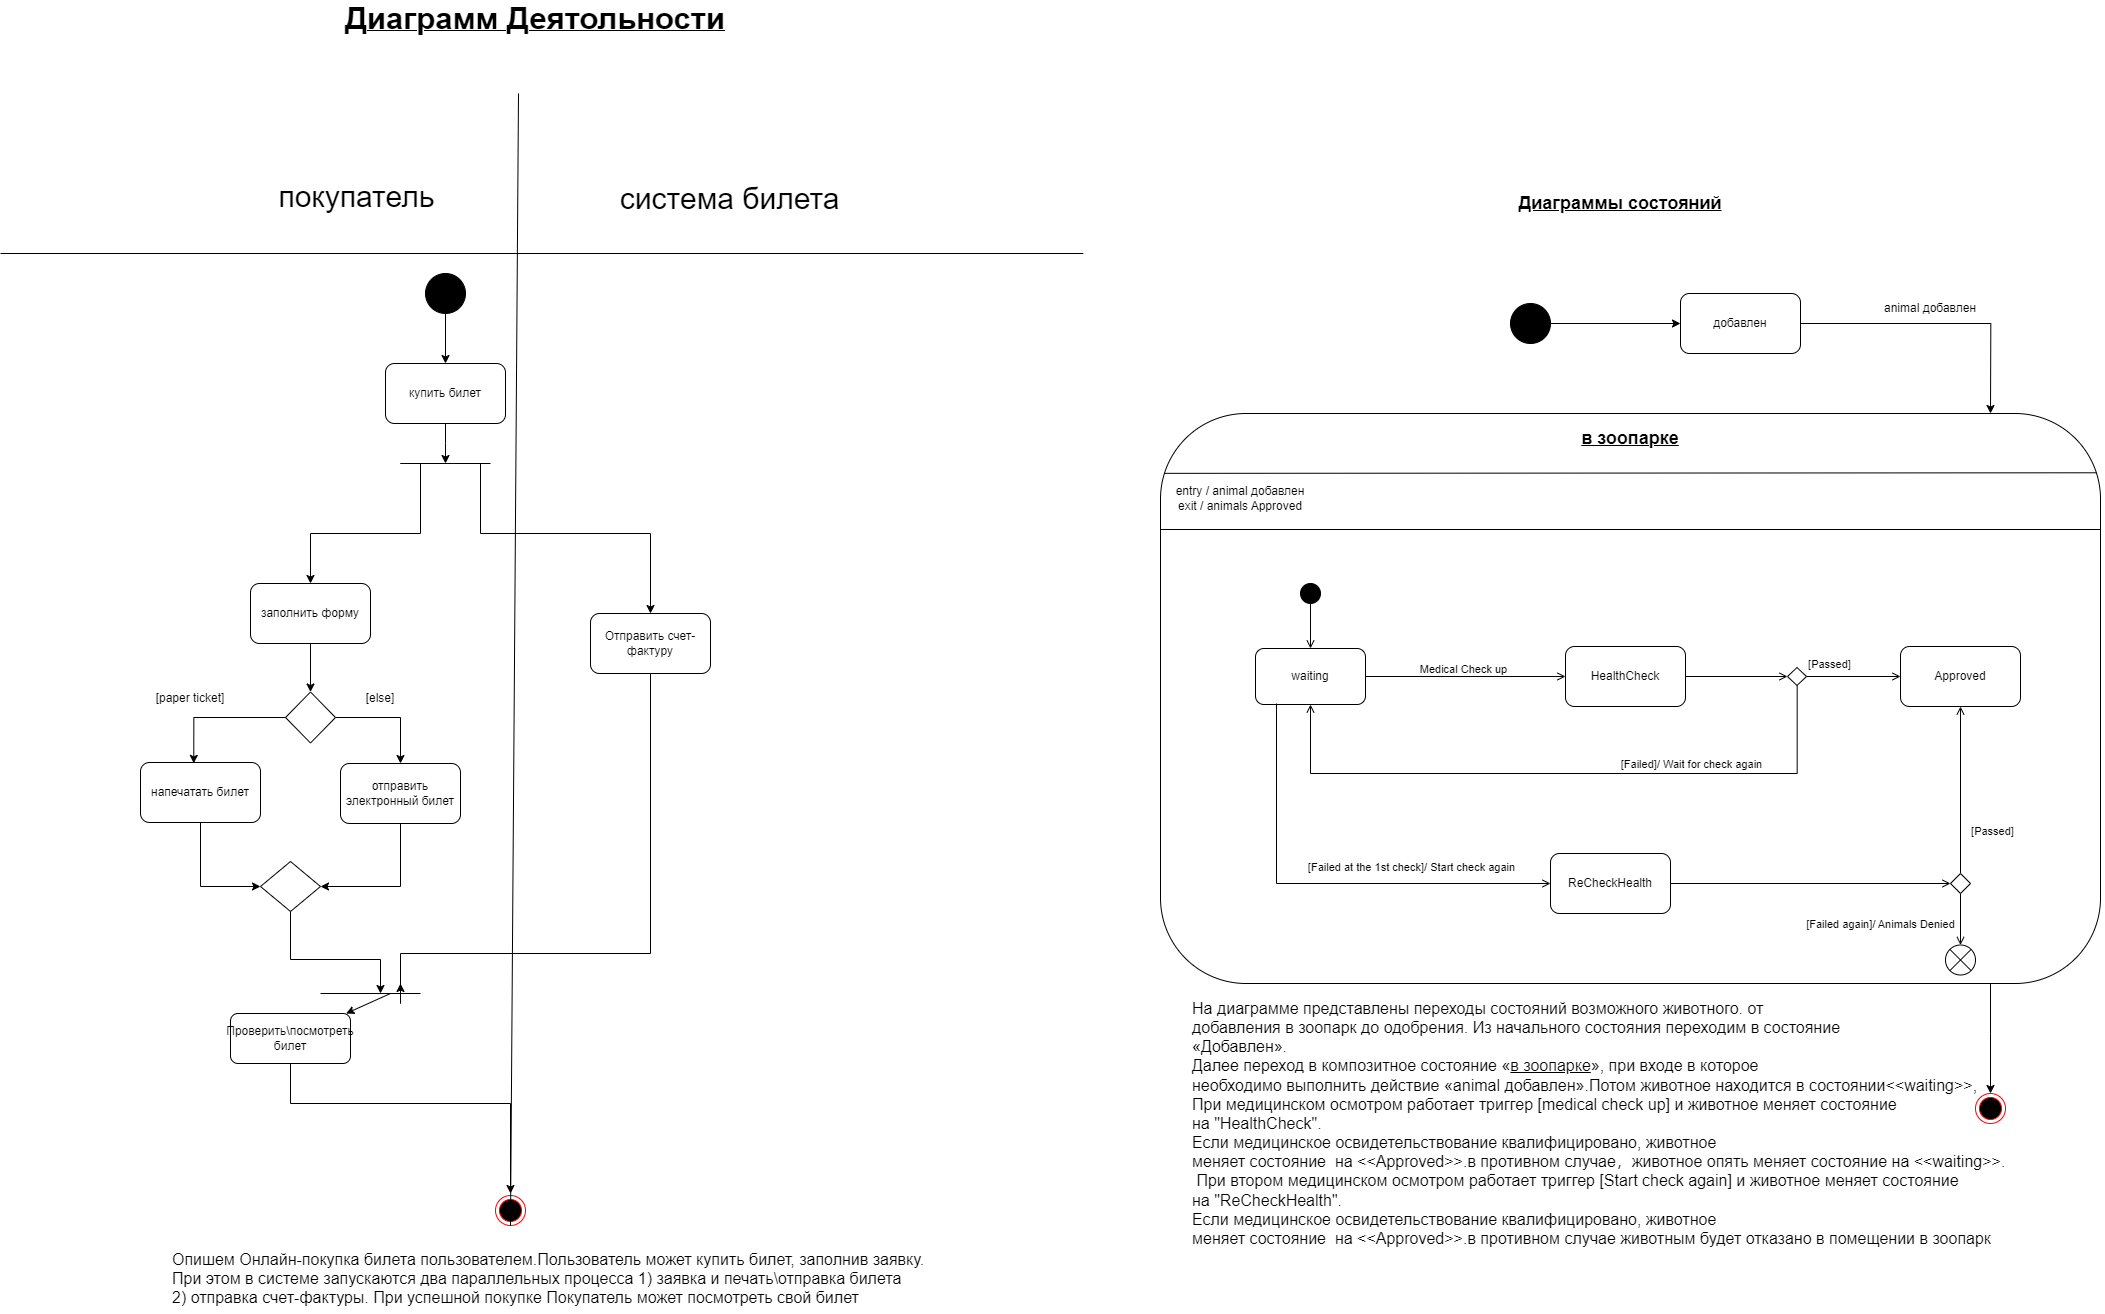 Диаграмм Деятольности
покупатель
система билета
купить билет
заполнить форму
Отправить счет-
фактуру
[paper ticket]
[else]
напечатать билет
отправить
электронный билет
Проверить\посмотреть
билет
Опишем Онлайн-покупка билета пользователем.Пользователь может купить билет, заполнив заявку.
При этом в системе запускаются два параллельных процесса 1) заявка и печать\отправка билета
2) отправка счет-фактуры. При успешной покупке Покупатель может посмотреть свой билет
Диаграммы состояний
добавлен
animal добавлен
в зоопарке
entry / animal добавлен
exit / animals Approved
waiting
Medical Check up
HealthCheck
[Passed]
Approved
[Failed]/ Wait for check again
[Passed]
[Failed at the 1st check]/ Start check again
ReCheckHealth
[Failed again]/ Animals Denied
На диаграмме представлены переходы состояний возможного животного. от
добавления в зоопарк до одобрения. Из начального состояния переходим в состояние
«Добавлен».
Далее переход в композитное состояние «в зоопарке», при входе в которое
необходимо выполнить действие «animal добавлен».Потом животное находится в состоянии<<waiting>>,
При медицинском осмотром работает триггер [medical check up] и животное меняет состояние
на "HealthCheck".
Если медицинское освидетельствование квалифицировано, животное
меняет состояние  на <<Approved>>.в противном случае，животное опять меняет состояние на <<waiting>>.
При втором медицинском осмотром работает триггер [Start check again] и животное меняет состояние
на "ReCheckHealth".
Если медицинское освидетельствование квалифицировано, животное
меняет состояние  на <<Approved>>.в противном случае животным будет отказано в помещении в зоопарк